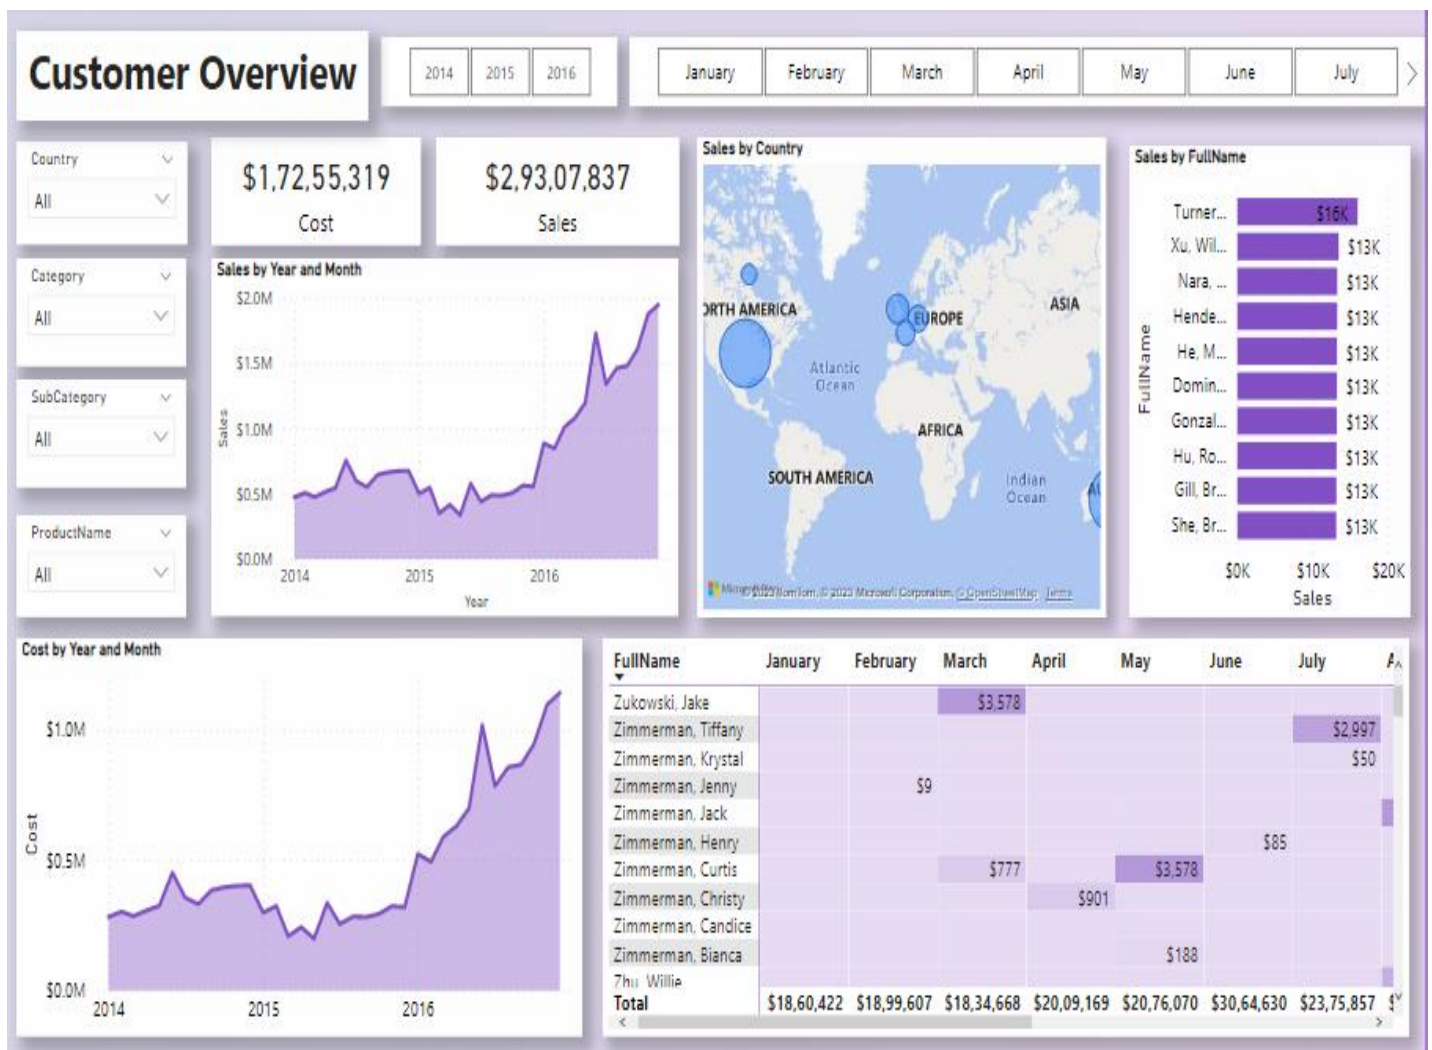 Customer Overview
2014 2015 2016
January February March April May June July
Country
All
Category
All
SubCategory
All
ProductName
All
$1,72,55,319
Cost
$2,93,07,837
Sales
Sales by Year and Month
Sales
$2.0M
$1.5M
$1.0M
$0.5M
$0.0M
2014 2015 2016
Year
Sales by Country
ORTH AMERICA
EUROPE
ASIA
Atlantic
Ocean
AFRICA
SOUTH AMERICA
Indian
Ocean
AU
© 2023 TomTom, © 2023 Microsoft Corporation, © OpenStreetMap Terms
Sales by FullName
FullName
Turner... $16K
Xu, Wil... $13K
Nara, ... $13K
Hende... $13K
He, M... $13K
Domin... $13K
Gonzal... $13K
Hu, Ro... $13K
Gill, Br... $13K
She, Br... $13K
$0K $10K $20K
Sales
Cost by Year and Month
Cost
$1.0M
$0.5M
$0.0M
2014 2015 2016
FullName January February March April May June July A
Zukowski, Jake $3,578
Zimmerman, Tiffany $2,997
Zimmerman, Krystal $50
Zimmerman, Jenny $9
Zimmerman, Jack
Zimmerman, Henry $85
Zimmerman, Curtis $777 $3,578
Zimmerman, Christy $901
Zimmerman, Candice
Zimmerman, Bianca $188
Zhu, Willie
Total $18,60,422 $18,99,607 $18,34,668 $20,09,169 $20,76,070 $30,64,630 $23,75,857 $